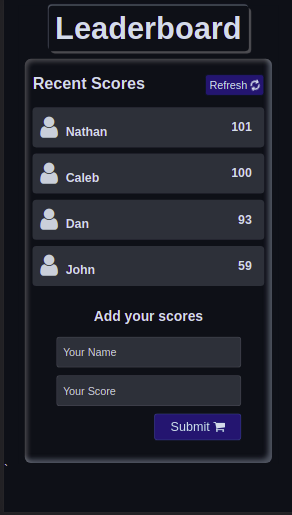 Leaderboard
Recent Scores
Refresh
Nathan 101
Caleb 100
Dan 93
John 59
Add your scores
Your Name
Your Score
Submit
`